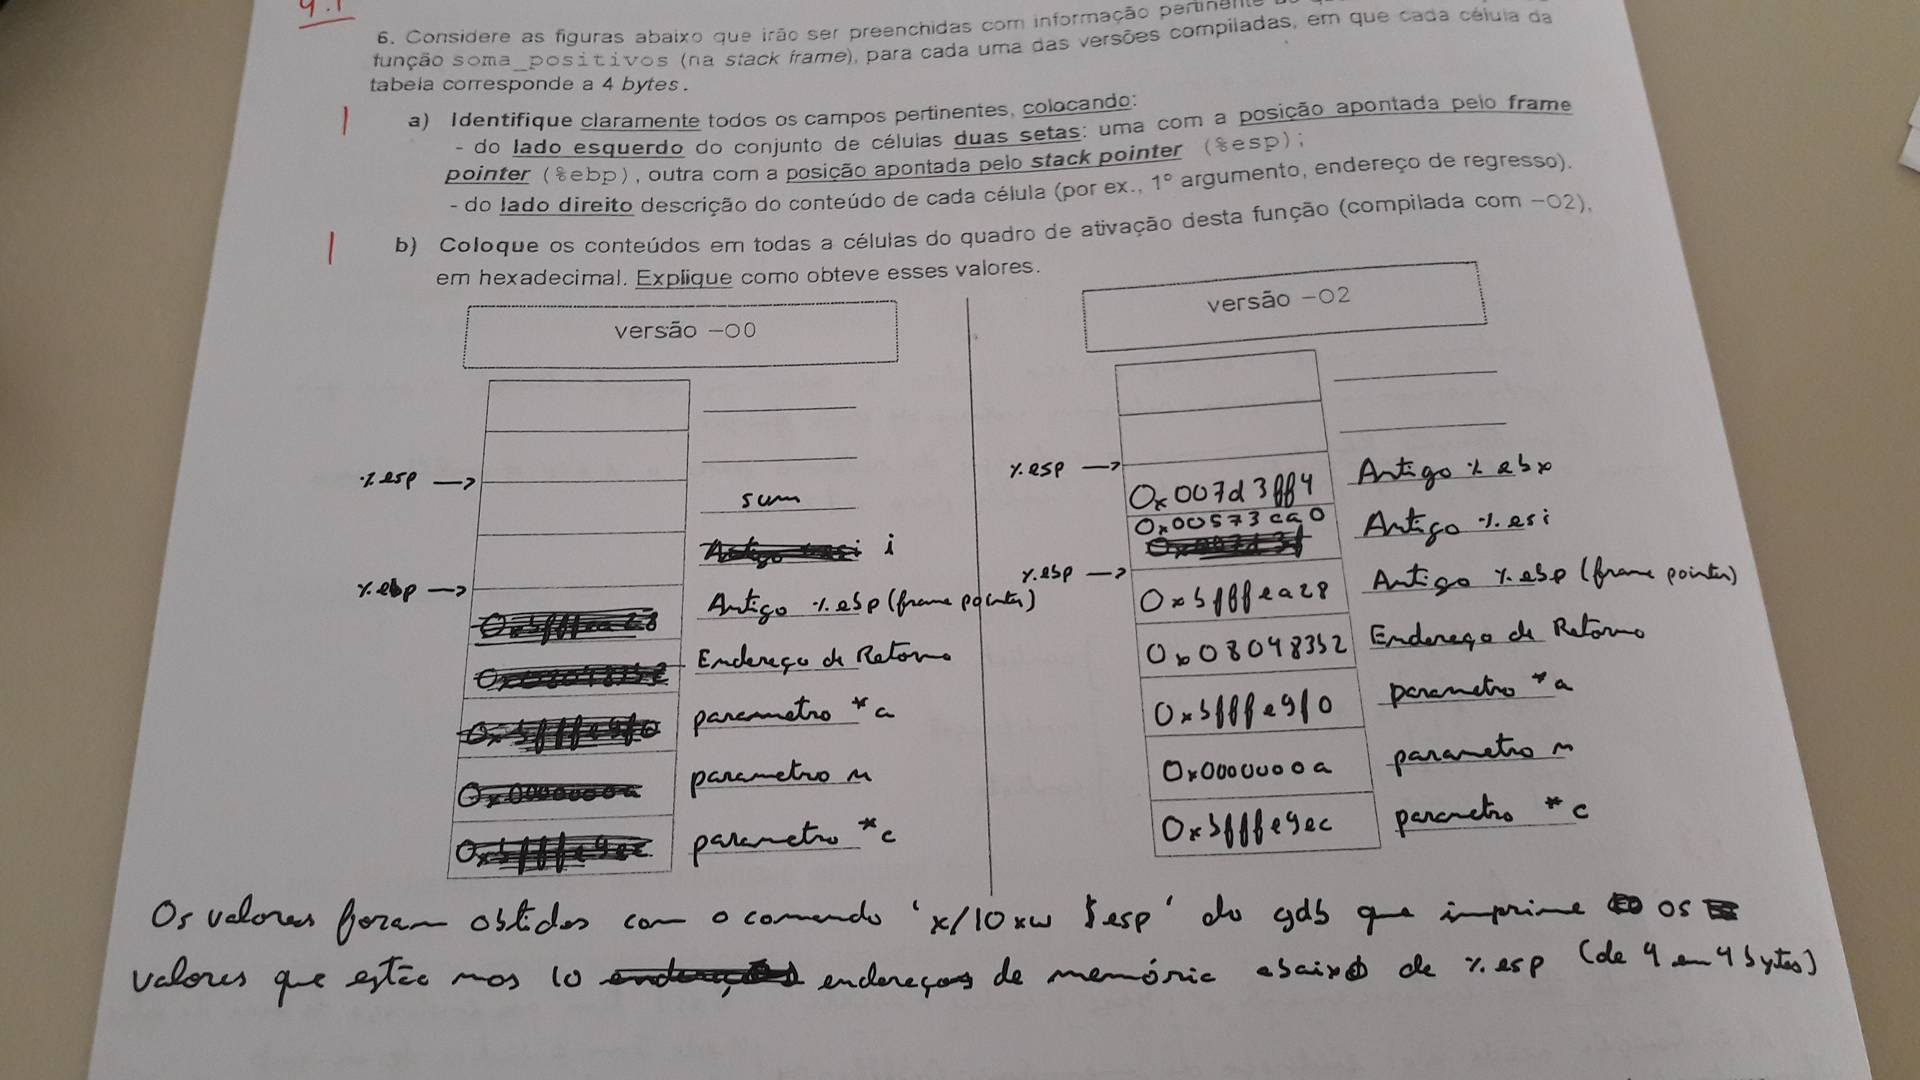 4.1
6. Considere as figuras abaixo que irão ser preenchidas com informação pertinente
função soma_positivos (na stack frame), para cada uma das versões compiladas, em que cada célula da
tabela corresponde a 4 bytes.
a) Identifique claramente todos os campos pertinentes, colocando:
- do lado esquerdo do conjunto de células duas setas: uma com a posição apontada pelo frame
pointer (%ebp), outra com a posição apontada pelo stack pointer (%esp);
- do lado direito descrição do conteúdo de cada célula (por ex., 1º argumento, endereço de regresso).
b) Coloque os conteúdos em todas a células do quadro de ativação desta função (compilada com -O2),
em hexadecimal. Explique como obteve esses valores.
versão -O0
%esp →
sum
i
%ebp →
Antigo %ebp (frame pointer)
Endereço de Retorno
parametro *a
parametro n
parametro *c
versão -O2
%esp →
0x007d3ff4 Antigo %ebx
0x00573ca0 Antigo %esi
%ebp →
0xbfffea28 Antigo %ebp (frame pointer)
0x08048352 Endereço de Retorno
0xbfffe9f0 parametro *a
0x0000000a parametro n
0xbfffe9ec parametro *c
Os valores foram obtidos com o comando 'x/10xw $esp' do gdb que imprime os
valores que estão nos 10 endereços de memória abaixo de %esp (de 4 em 4 bytes)